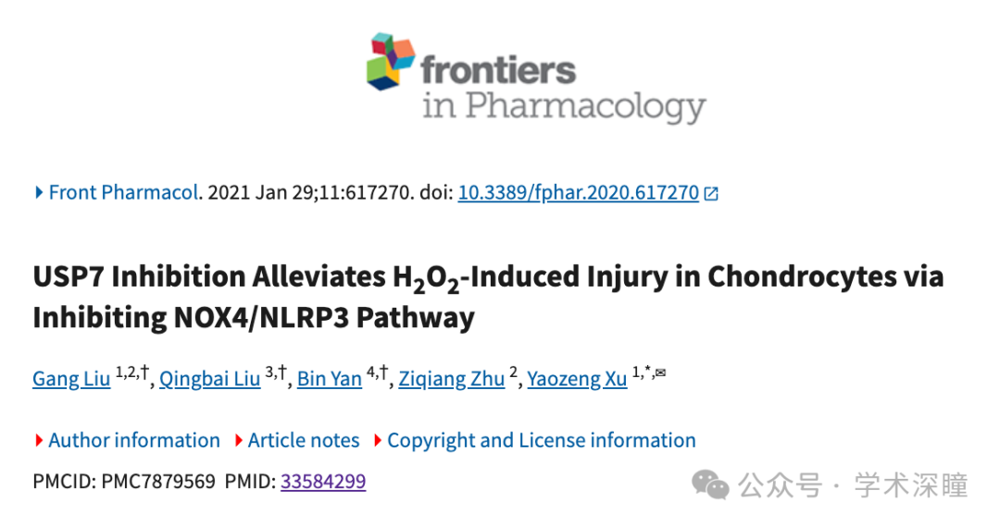 frontiers
in Pharmacology
Front Pharmacol. 2021 Jan 29;11:617270. doi: 10.3389/fphar.2020.617270
USP7 Inhibition Alleviates H₂O₂-Induced Injury in Chondrocytes via
Inhibiting NOX4/NLRP3 Pathway
Gang Liu 1,2,†, Qingbai Liu 3,†, Bin Yan 4,†, Ziqiang Zhu 2, Yaozeng Xu 1,*,✉
Author information Article notes Copyright and License information
PMCID: PMC7879569 PMID: 33584299
公众号 · 学术深瞳